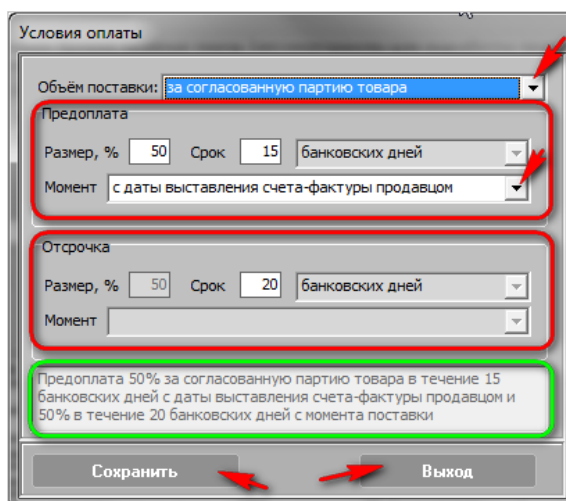 Условия оплаты
Объём поставки: за согласованную партию товара
Предоплата
Размер, % 50 Срок 15 банковских дней
Момент с даты выставления счета-фактуры продавцом
Отсрочка
Размер, % 50 Срок 20 банковских дней
Момент
Предоплата 50% за согласованную партию товара в течение 15
банковских дней с даты выставления счета-фактуры продавцом и
50% в течение 20 банковских дней с момента поставки
Сохранить Выход